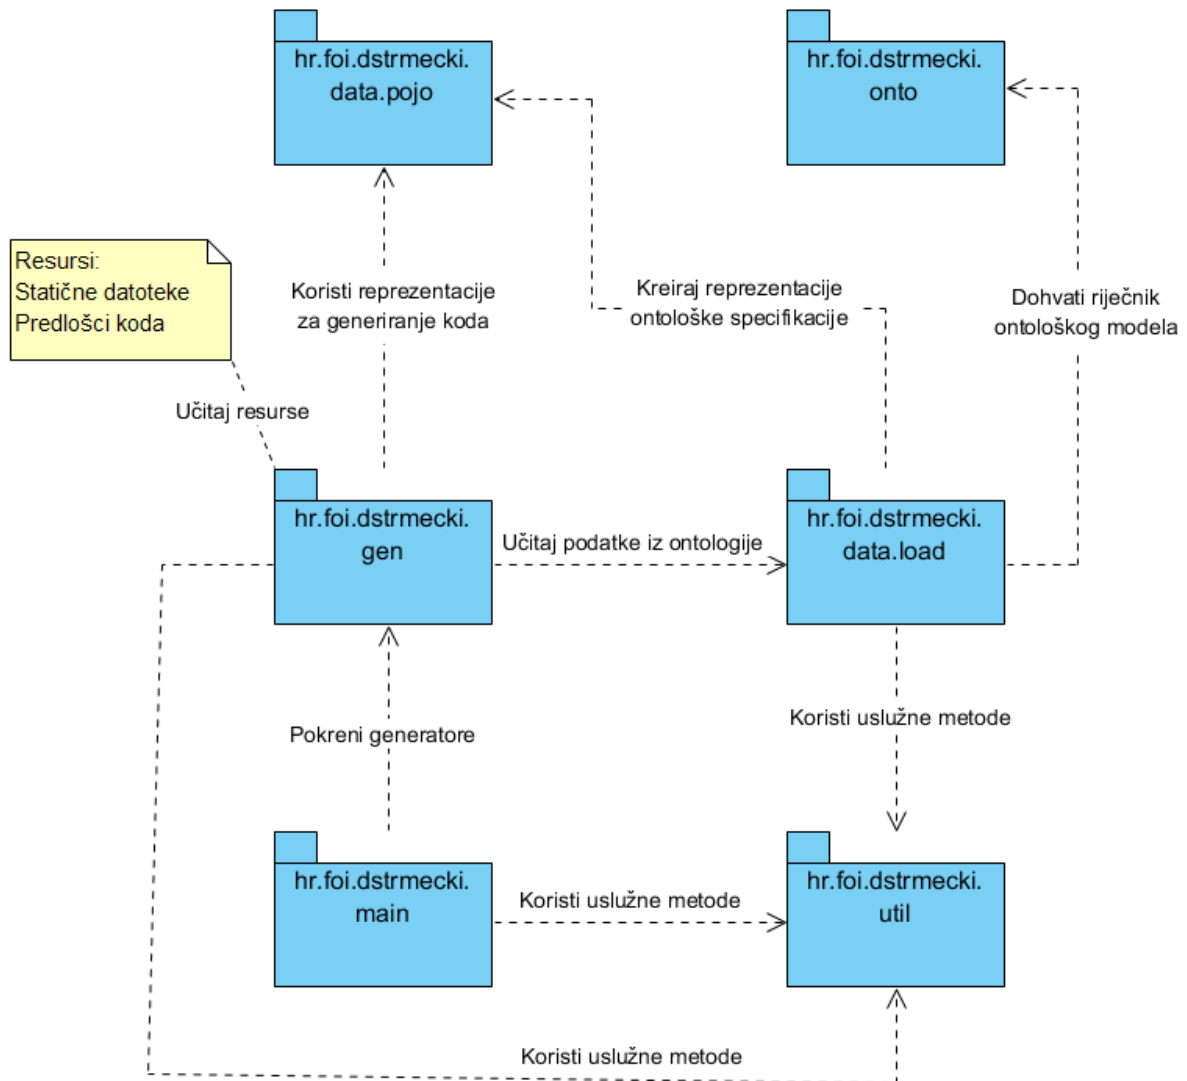 hr.foi.dstrmecki.
data.pojo
hr.foi.dstrmecki.
onto
Resursi:
Statične datoteke
Predlošci koda
Koristi reprezentacije
za generiranje koda
Kreiraj reprezentacije
ontološke specifikacije
Dohvati riječnik
ontološkog modela
Učitaj resurse
hr.foi.dstrmecki.
gen
Učitaj podatke iz ontologije
hr.foi.dstrmecki.
data.load
Pokreni generatore
Koristi uslužne metode
hr.foi.dstrmecki.
main
Koristi uslužne metode
hr.foi.dstrmecki.
util
Koristi uslužne metode